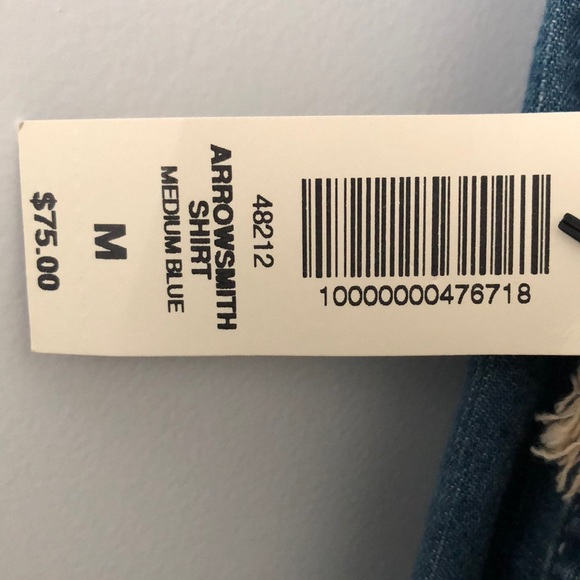 10000000476718
48212
ARROWSMITH
SHIRT
MEDIUM BLUE
M
$75.00